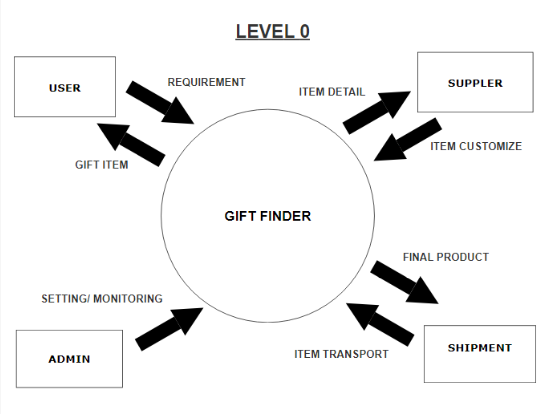 LEVEL 0
USER
REQUIREMENT
GIFT ITEM
ITEM DETAIL
SUPPLER
ITEM CUSTOMIZE
GIFT FINDER
SETTING/ MONITORING
ADMIN
FINAL PRODUCT
ITEM TRANSPORT
SHIPMENT